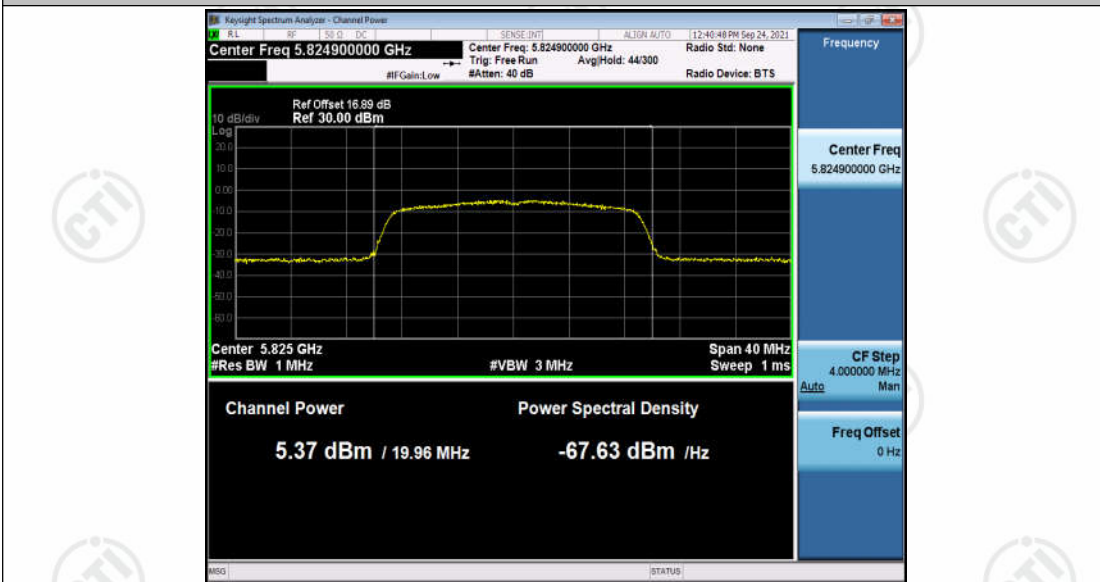 Keysight Spectrum Analyzer - Channel Power
RL RF 50 Ω DC SENSE:INT ALIGN AUTO 12:40:48 PM Sep 24, 2021
Center Freq 5.824900000 GHz
Center Freq: 5.824900000 GHz
Radio Std: None
Trig: Free Run Avg|Hold: 44/300
#IFGain:Low #Atten: 40 dB Radio Device: BTS
Frequency
Ref Offset 16.89 dB
10 dB/div Ref 30.00 dBm
Log
20.0
10.0
0.00
-10.0
-20.0
-30.0
-40.0
-50.0
-60.0
Center 5.825 GHz Span 40 MHz
#Res BW 1 MHz #VBW 3 MHz Sweep 1 ms
Channel Power Power Spectral Density
5.37 dBm / 19.96 MHz -67.63 dBm /Hz
Center Freq
5.824900000 GHz
CF Step
4.000000 MHz
Auto Man
Freq Offset
0 Hz
MSG STATUS
CTI
CTI
CTI
CTI